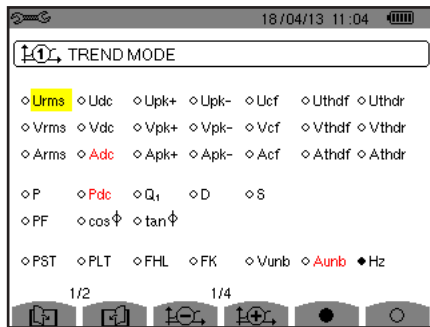 18/04/13 11:04
1 TREND MODE
Urms Udc Upk+ Upk- Ucf Uthdf Uthdr
Vrms Vdc Vpk+ Vpk- Vcf Vthdf Vthdr
Arms Adc Apk+ Apk- Acf Athdf Athdr
P Pdc Q₁ D S
PF cosΦ tanΦ
PST PLT FHL FK Vunb Aunb Hz
1/2 1/4